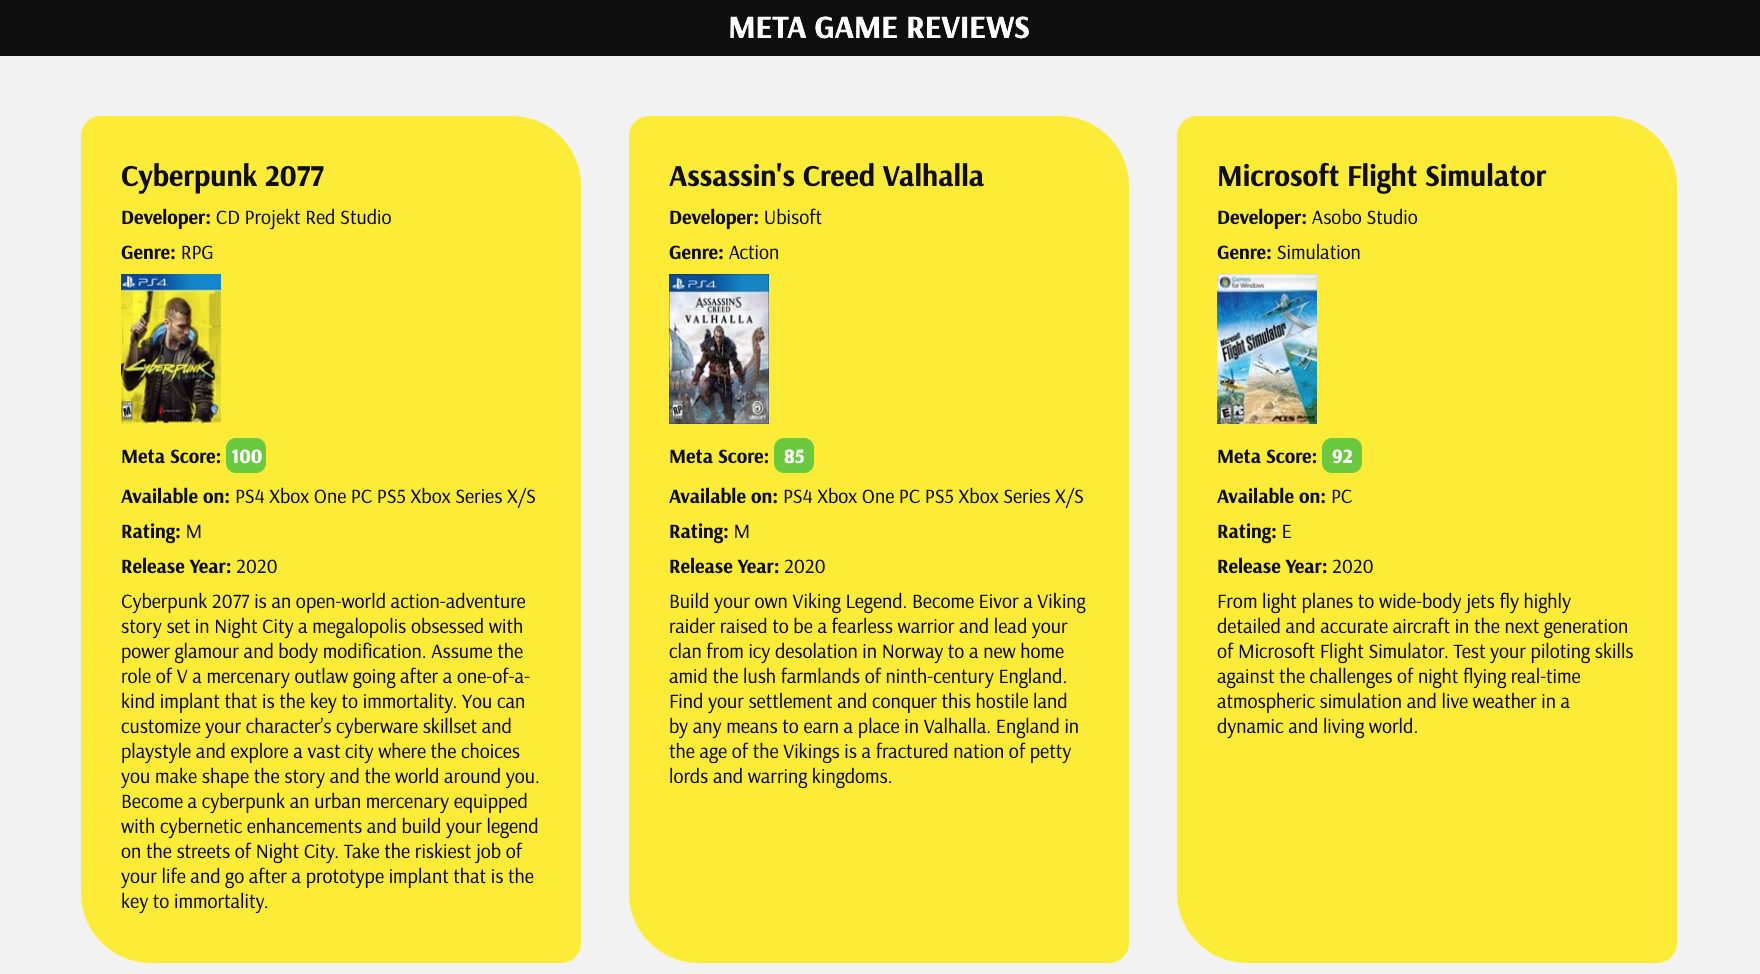 META GAME REVIEWS
Cyberpunk 2077
Developer: CD Projekt Red Studio
Genre: RPG
PS4
CYBERPUNK
M
Meta Score: 100
Available on: PS4 Xbox One PC PS5 Xbox Series X/S
Rating: M
Release Year: 2020
Cyberpunk 2077 is an open-world action-adventure
story set in Night City a megalopolis obsessed with
power glamour and body modification. Assume the
role of V a mercenary outlaw going after a one-of-a-
kind implant that is the key to immortality. You can
customize your character's cyberware skillset and
playstyle and explore a vast city where the choices
you make shape the story and the world around you.
Become a cyberpunk an urban mercenary equipped
with cybernetic enhancements and build your legend
on the streets of Night City. Take the riskiest job of
your life and go after a prototype implant that is the
key to immortality.
Assassin's Creed Valhalla
Developer: Ubisoft
Genre: Action
PS4
ASSASSIN'S
CREED
VALHALLA
RP
UBISOFT
Meta Score: 85
Available on: PS4 Xbox One PC PS5 Xbox Series X/S
Rating: M
Release Year: 2020
Build your own Viking Legend. Become Eivor a Viking
raider raised to be a fearless warrior and lead your
clan from icy desolation in Norway to a new home
amid the lush farmlands of ninth-century England.
Find your settlement and conquer this hostile land
by any means to earn a place in Valhalla. England in
the age of the Vikings is a fractured nation of petty
lords and warring kingdoms.
Microsoft Flight Simulator
Developer: Asobo Studio
Genre: Simulation
Games
for Windows
Microsoft
Flight Simulator
E
PC
ACES
Meta Score: 92
Available on: PC
Rating: E
Release Year: 2020
From light planes to wide-body jets fly highly
detailed and accurate aircraft in the next generation
of Microsoft Flight Simulator. Test your piloting skills
against the challenges of night flying real-time
atmospheric simulation and live weather in a
dynamic and living world.